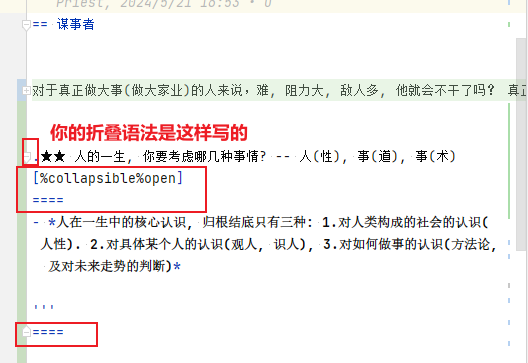 Priest, 2024/5/21 16:53 • U
== 谋事者
对于真正做大事(做大家业)的人来说，难, 阻力大, 敌人多, 他就会不干了吗? 真正
你的折叠语法是这样写的
.★★ 人的一生, 你要考虑哪几种事情? -- 人(性), 事(道), 事(术)
[%collapsible%open]
====
- *人在一生中的核心认识, 归根结底只有三种: 1.对人类构成的社会的认识(
人性). 2.对具体某个人的认识(观人, 识人), 3.对如何做事的认识(方法论,
及对未来走势的判断)*
'''
====